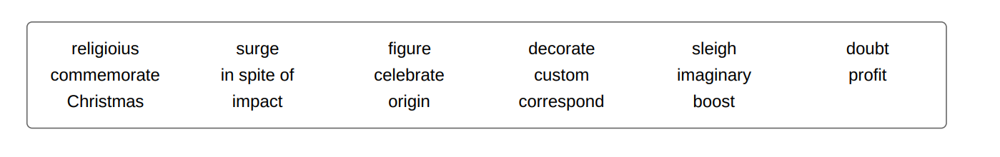 religioius surge figure decorate sleigh doubt
commemorate in spite of celebrate custom imaginary profit
Christmas impact origin correspond boost